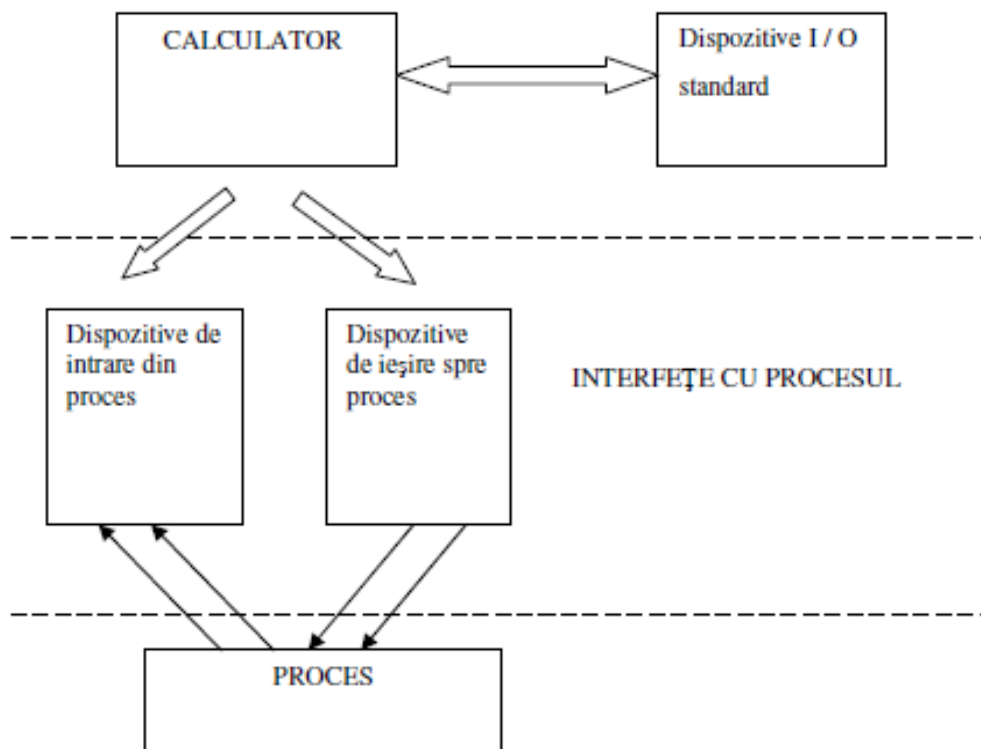 CALCULATOR
Dispozitive I / O
standard
Dispozitive de
intrare din
proces
Dispozitive
de ieşire spre
proces
INTERFEŢE CU PROCESUL
PROCES